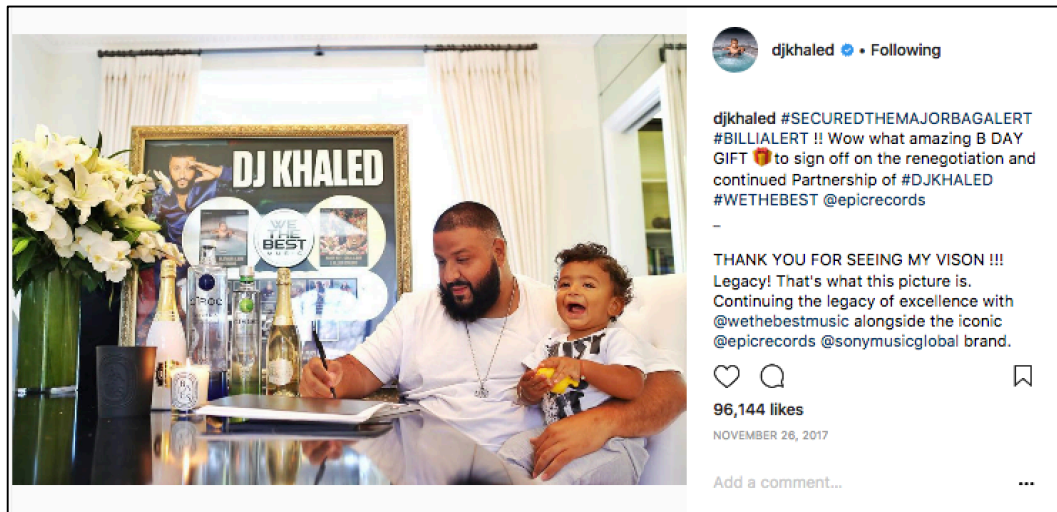 DJ KHALED
WE
THE
BEST
MUSIC
CÎROC
djkhaled • Following
djkhaled #SECUREDTHEMAJORBAGALERT
#BILLIALERT !! Wow what amazing B DAY
GIFT 🎁to sign off on the renegotiation and
continued Partnership of #DJKHALED
#WETHEBEST @epicrecords
_
THANK YOU FOR SEEING MY VISON !!!
Legacy! That's what this picture is.
Continuing the legacy of excellence with
@wethebestmusic alongside the iconic
@epicrecords @sonymusicglobal brand.
96,144 likes
NOVEMBER 26, 2017
Add a comment...